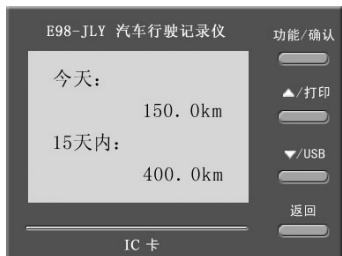 E98-JLY 汽车行驶记录仪
功能/确认
今天：
150.0km
▲/打印
15天内：
400.0km
▼/USB
返回
IC 卡